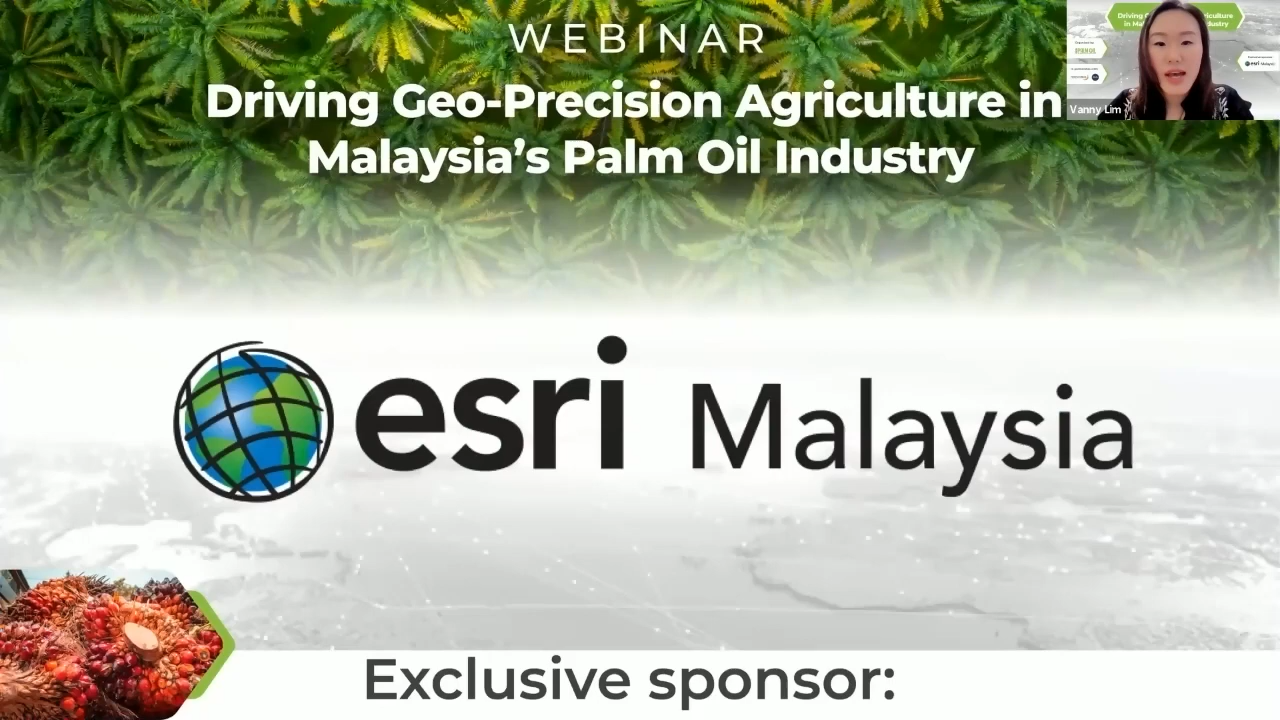 WEBINAR
Driving Geo-Precision Agriculture in
Malaysia's Palm Oil Industry
Vanny Lim
esri Malaysia
Exclusive sponsor: